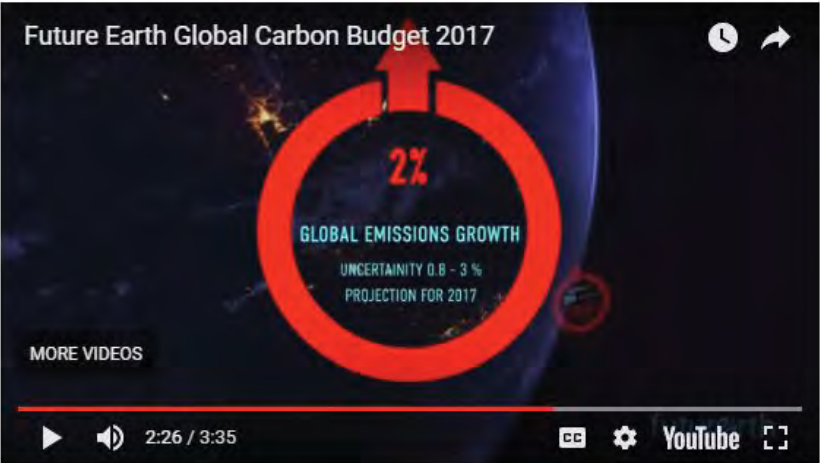 Future Earth Global Carbon Budget 2017
2%
GLOBAL EMISSIONS GROWTH
UNCERTAINITY 0.8 - 3 %
PROJECTION FOR 2017
MORE VIDEOS
2:26 / 3:35
CC
YouTube